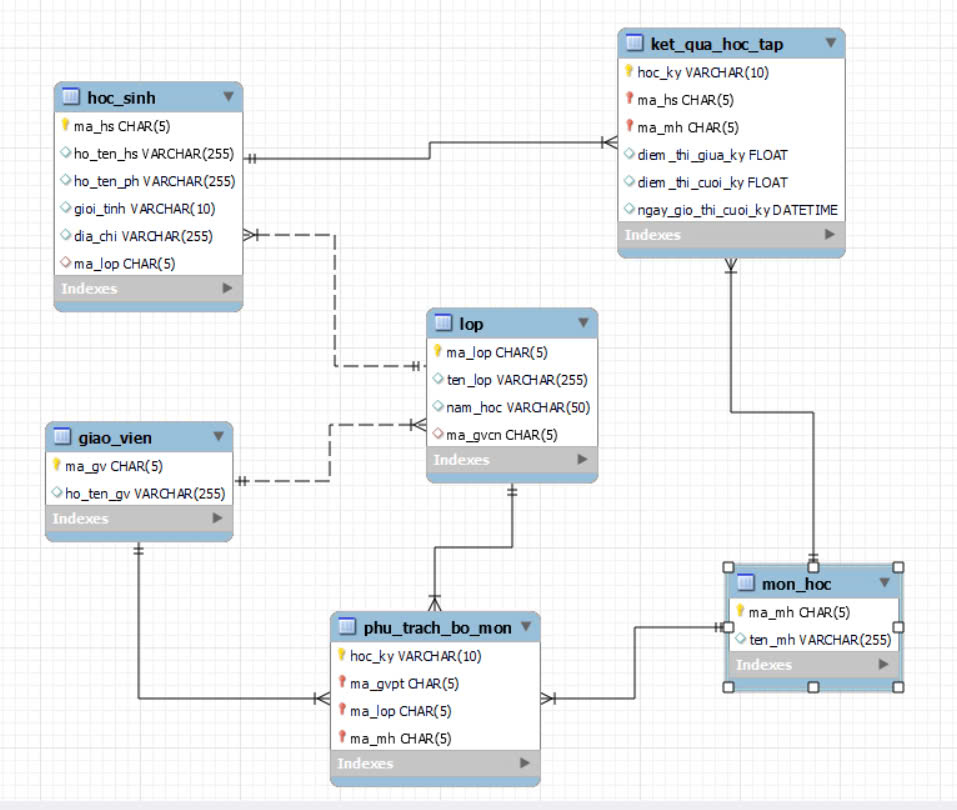 hoc_sinh
ma_hs CHAR(5)
ho_ten_hs VARCHAR(255)
ho_ten_ph VARCHAR(255)
gioi_tinh VARCHAR(10)
dia_chi VARCHAR(255)
ma_lop CHAR(5)
Indexes
ket_qua_hoc_tap
hoc_ky VARCHAR(10)
ma_hs CHAR(5)
ma_mh CHAR(5)
diem_thi_giua_ky FLOAT
diem_thi_cuoi_ky FLOAT
ngay_gio_thi_cuoi_ky DATETIME
Indexes
lop
ma_lop CHAR(5)
ten_lop VARCHAR(255)
nam_hoc VARCHAR(50)
ma_gvcn CHAR(5)
Indexes
giao_vien
ma_gv CHAR(5)
ho_ten_gv VARCHAR(255)
Indexes
phu_trach_bo_mon
hoc_ky VARCHAR(10)
ma_gvpt CHAR(5)
ma_lop CHAR(5)
ma_mh CHAR(5)
Indexes
mon_hoc
ma_mh CHAR(5)
ten_mh VARCHAR(255)
Indexes